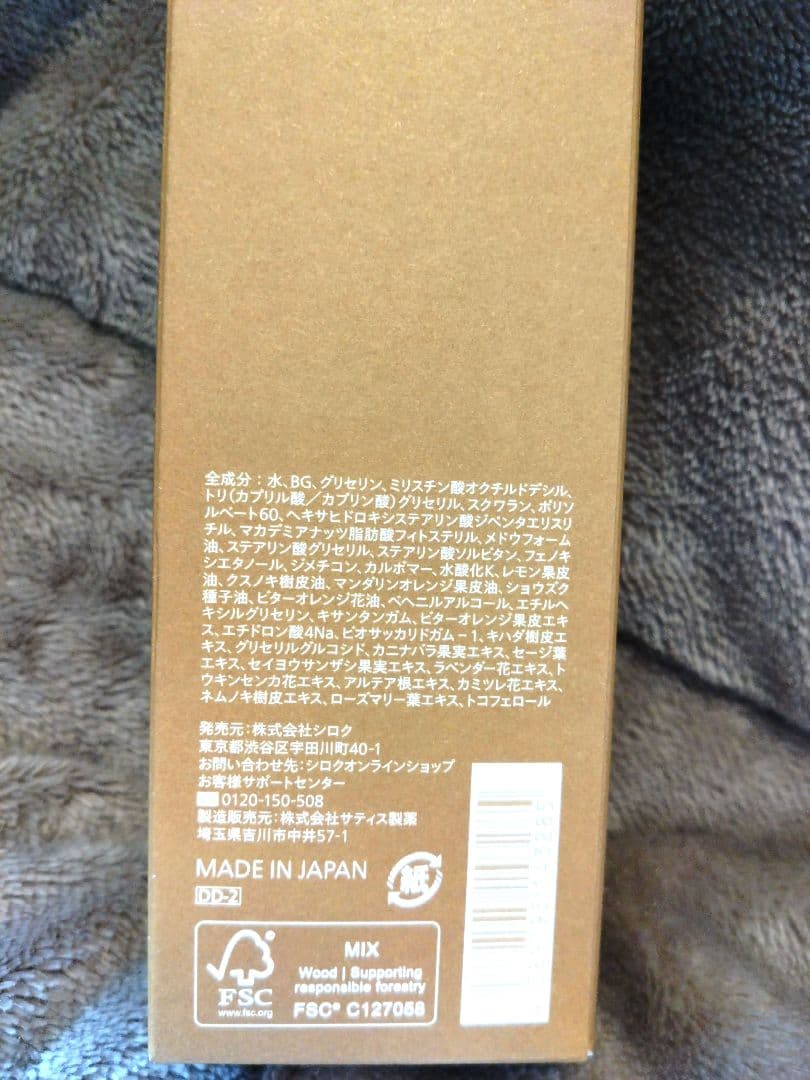 全成分：水、BG、グリセリン、ミリスチン酸オクチルドデシル、
トリ（カプリル酸／カプリン酸）グリセリル、スクワラン、ポリソ
ルベート60、ヘキサヒドロキシステアリン酸ジペンタエリスリ
チル、マカデミアナッツ脂肪酸フィトステリル、メドウフォーム
油、ステアリン酸グリセリル、ステアリン酸ソルビタン、フェノキ
シエタノール、ジメチコン、カルボマー、水酸化K、レモン果皮
油、クスノキ樹皮油、マンダリンオレンジ果皮油、ショウズク
種子油、ビターオレンジ花油、ベヘニルアルコール、エチルヘ
キシルグリセリン、キサンタンガム、ビターオレンジ果皮エキ
ス、エチドロン酸4Na、ビオサッカリドガム－1、キハダ樹皮エ
キス、グリセリルグルコシド、カニナバラ果実エキス、セージ葉
エキス、セイヨウサンザシ果実エキス、ラベンダー花エキス、ト
ウキンセンカ花エキス、アルテア根エキス、カミツレ花エキス、
ネムノキ樹皮エキス、ローズマリー葉エキス、トコフェロール
発売元：株式会社シロク
東京都渋谷区宇田川町40-1
お問い合わせ先：シロクオンラインショップ
お客様サポートセンター
0120-150-508
製造販売元：株式会社サティス製薬
埼玉県吉川市中井57-1
MADE IN JAPAN
紙
DD-2
MIX
Wood | Supporting
responsible forestry
FSC
www.fsc.org
FSC® C127058